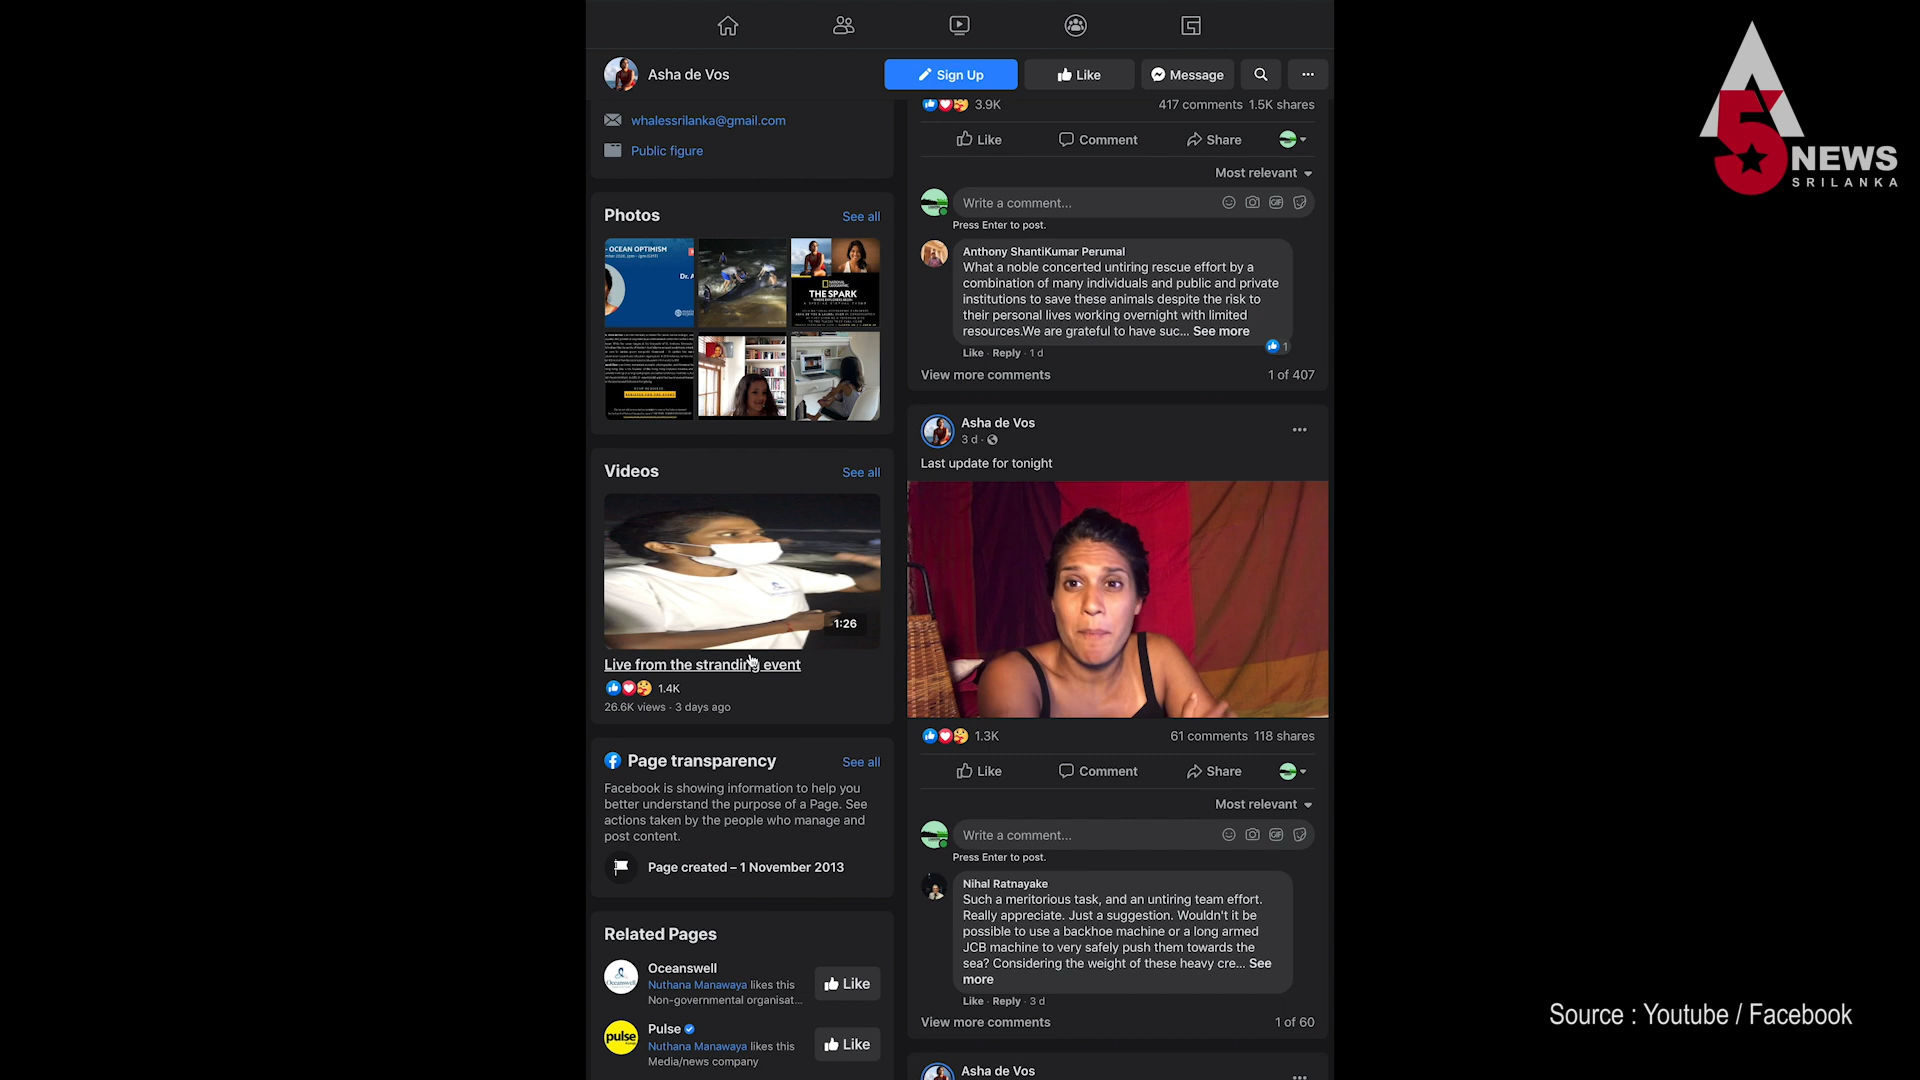 Asha de Vos
Sign Up
Like
Message
whalessrilanka@gmail.com
Public figure
Photos
See all
OCEAN OPTIMISM
THE SPARK
Videos
See all
1:26
Live from the stranding event
1.4K
26.6K views · 3 days ago
Page transparency
See all
Facebook is showing information to help you
better understand the purpose of a Page. See
actions taken by the people who manage and
post content.
Page created – 1 November 2013
Related Pages
Oceanswell
Nuthana Manawaya likes this
Non-governmental organisat...
Like
pulse
Pulse
Nuthana Manawaya likes this
Media/news company
Like
3.9K
417 comments 1.5K shares
Like
Comment
Share
Most relevant
Write a comment...
GIF
Press Enter to post.
Anthony ShantiKumar Perumal
What a noble concerted untiring rescue effort by a
combination of many individuals and public and private
institutions to save these animals despite the risk to
their personal lives working overnight with limited
resources.We are grateful to have suc... See more
1
Like · Reply · 1 d
View more comments
1 of 407
Asha de Vos
3 d ·
Last update for tonight
1.3K
61 comments 118 shares
Like
Comment
Share
Most relevant
Write a comment...
GIF
Press Enter to post.
Nihal Ratnayake
Such a meritorious task, and an untiring team effort.
Really appreciate. Just a suggestion. Wouldn't it be
possible to use a backhoe machine or a long armed
JCB machine to very safely push them towards the
sea? Considering the weight of these heavy cre... See
more
Like · Reply · 3 d
View more comments
1 of 60
Asha de Vos
A5
NEWS
SRILANKA
Source : Youtube / Facebook